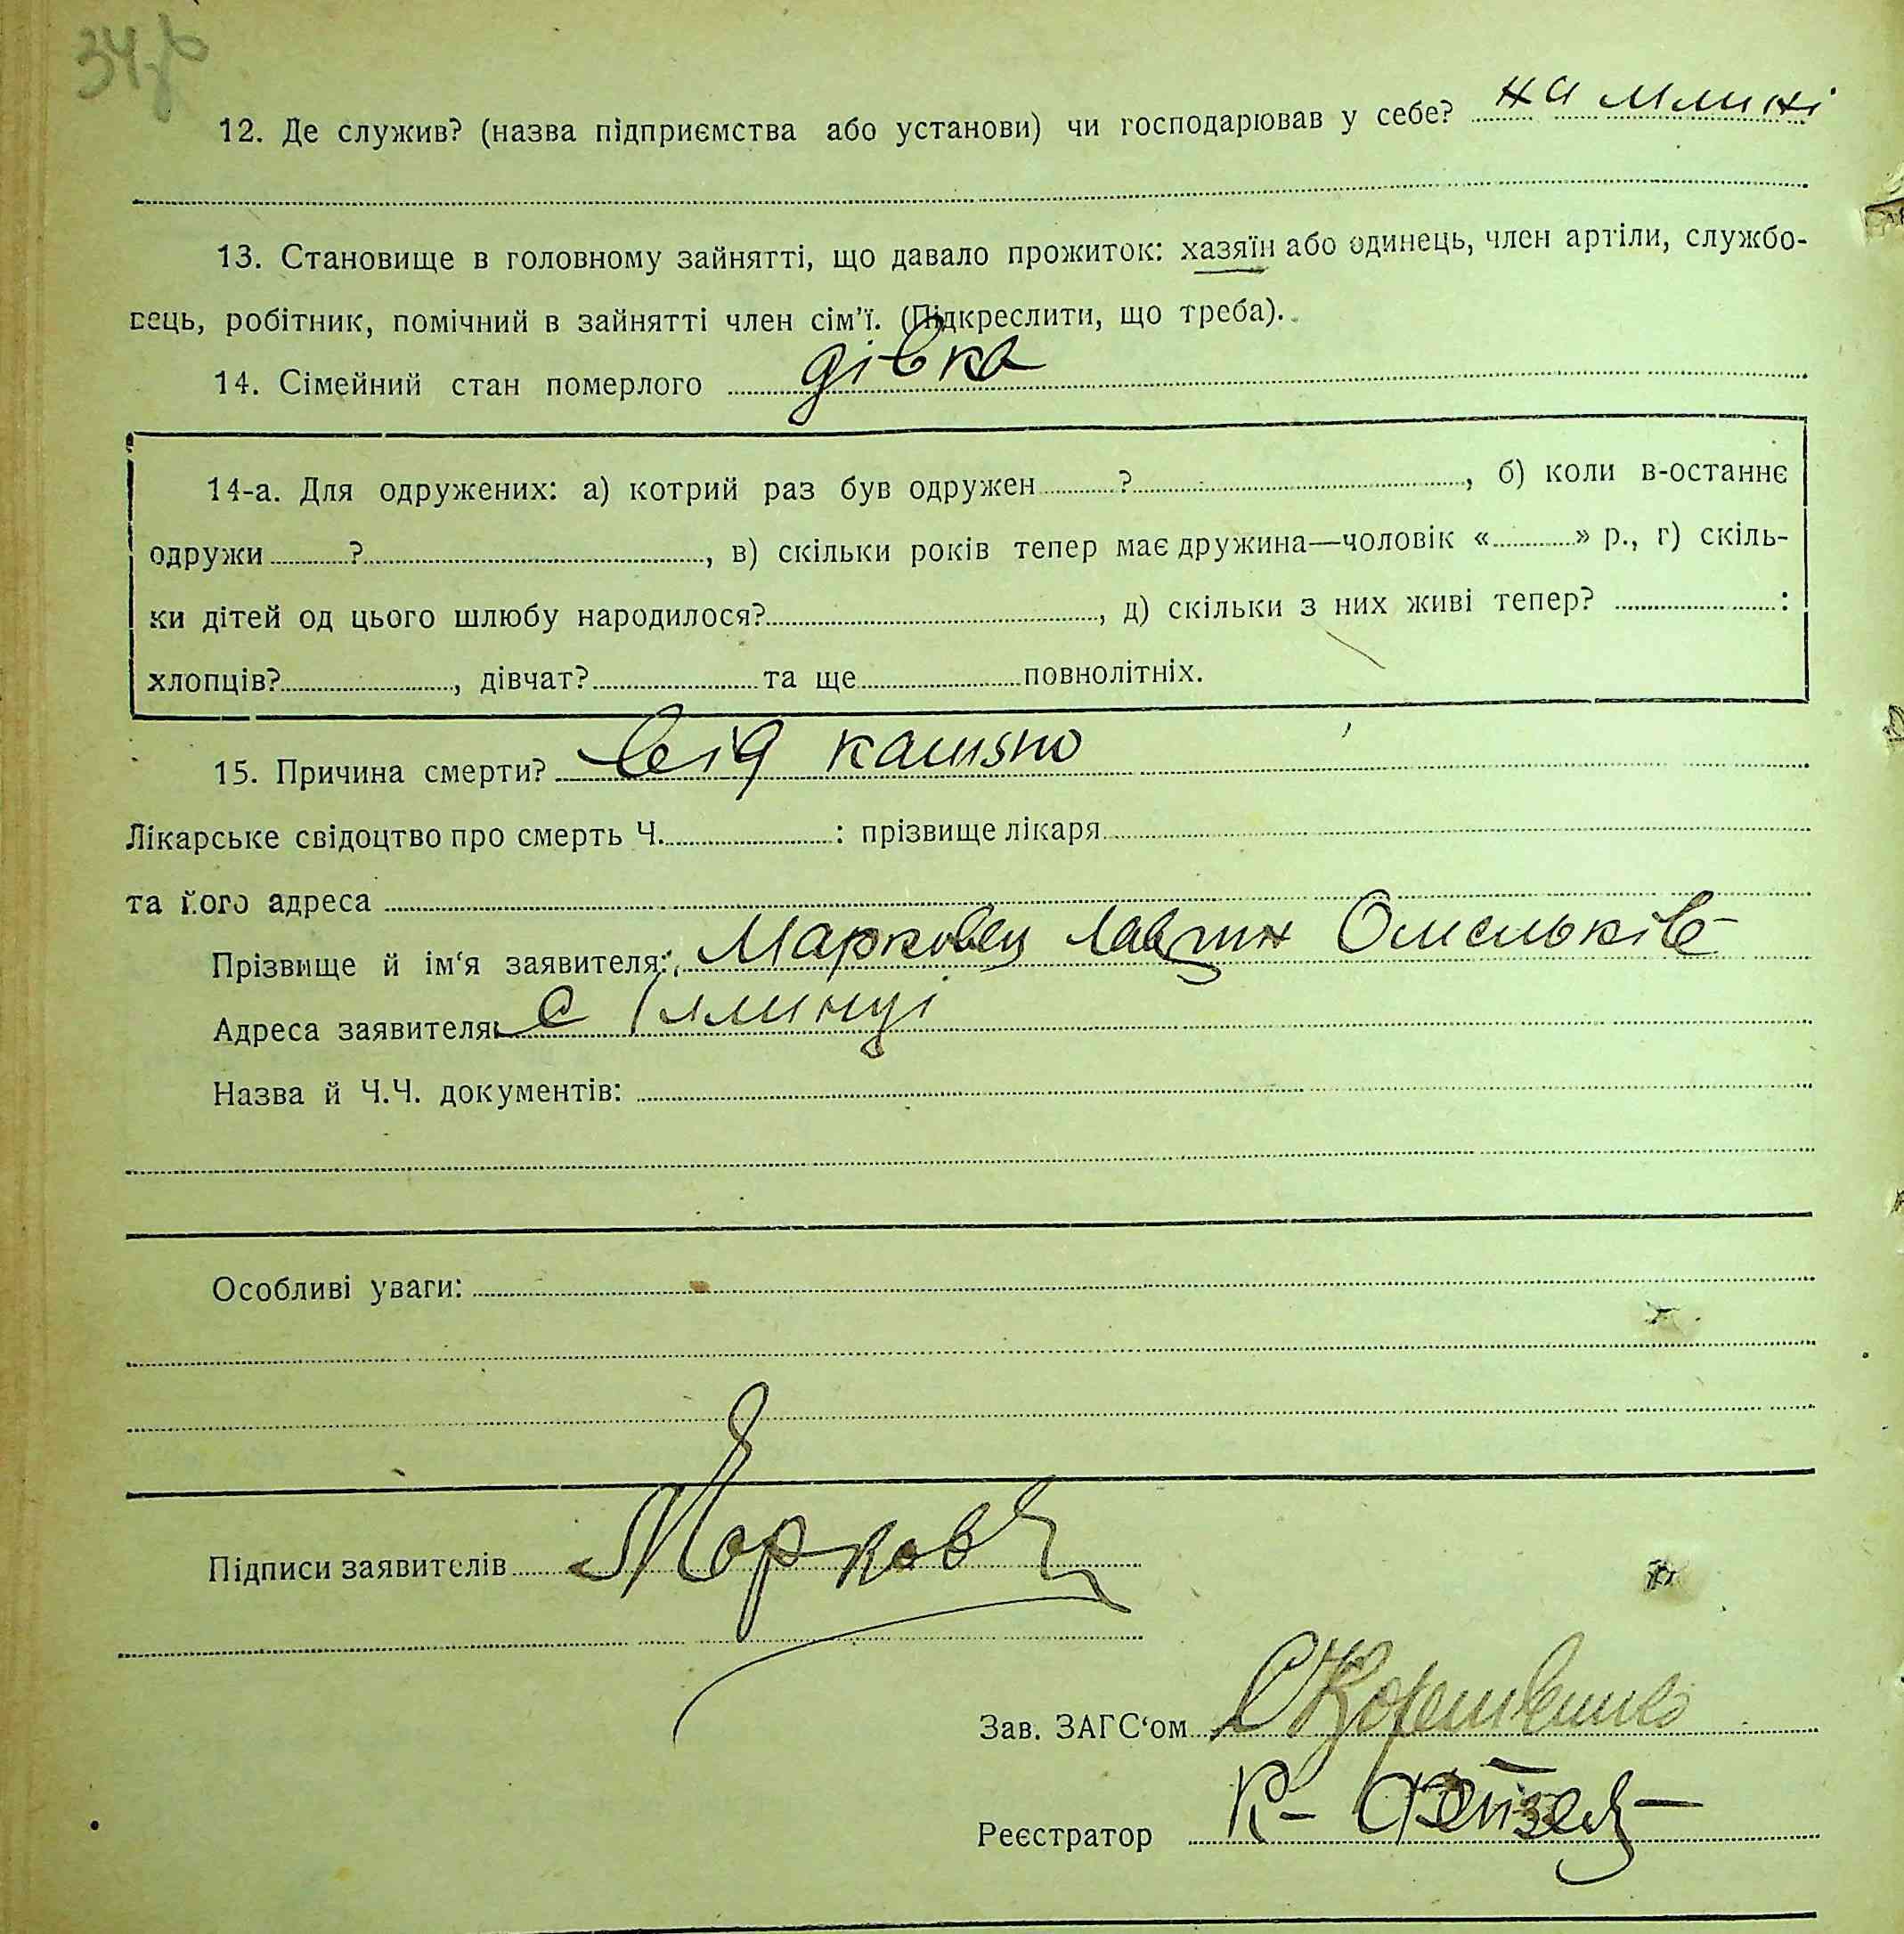 34
12. Де служив? (назва підприємства або установи) чи господарював у себе? на млині
13. Становище в головному зайнятті, що давало прожиток: хазяїн або одинець, член артіли, службо-
вець, робітник, помічний в зайнятті член сім'ї. (Підкреслити, що треба).
14. Сімейний стан померлого дівка
14-а. Для одружених: а) котрий раз був одружен ? , б) коли в-останнє
одружи ? , в) скільки років тепер має дружина—чоловік « » р., г) скіль-
ки дітей од цього шлюбу народилося? , д) скільки з них живі тепер? :
хлопців? , дівчат? та ще повнолітніх.
15. Причина смерти? від кашлю
Лікарське свідоцтво про смерть Ч. : прізвище лікаря
та його адреса
Прізвище й ім'я заявителя: Марковец Омельків
Адреса заявителя: с
Назва й Ч.Ч. документів:
Особливі уваги:
Підписи заявителів
Зав. ЗАГС'ом
Реєстратор К-